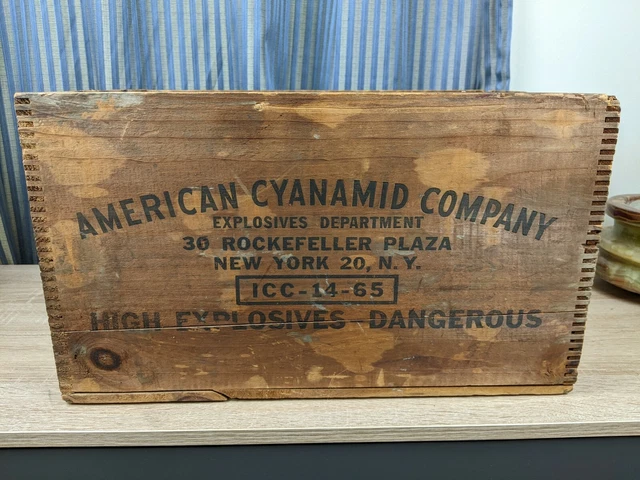 AMERICAN CYANAMID COMPANY
EXPLOSIVES DEPARTMENT
30 ROCKEFELLER PLAZA
NEW YORK 20, N.Y.
ICC-14-65
HIGH EXPLOSIVES DANGEROUS